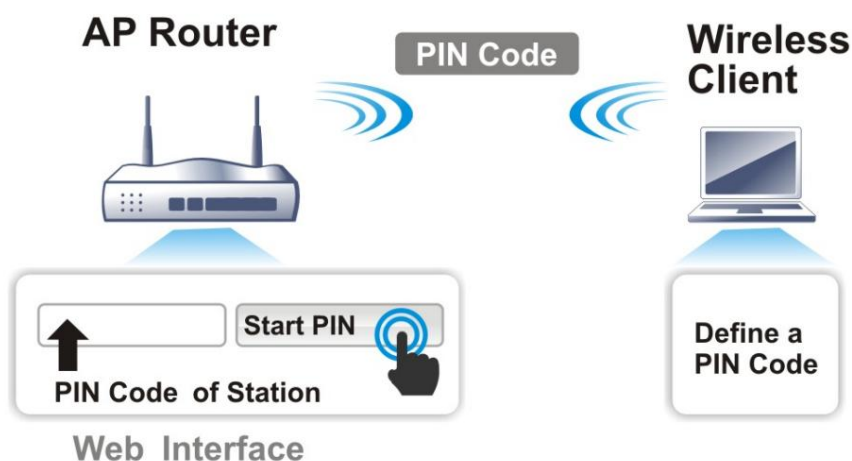 AP Router
PIN Code
Wireless
Client
Start PIN
PIN Code of Station
Web Interface
Define a
PIN Code